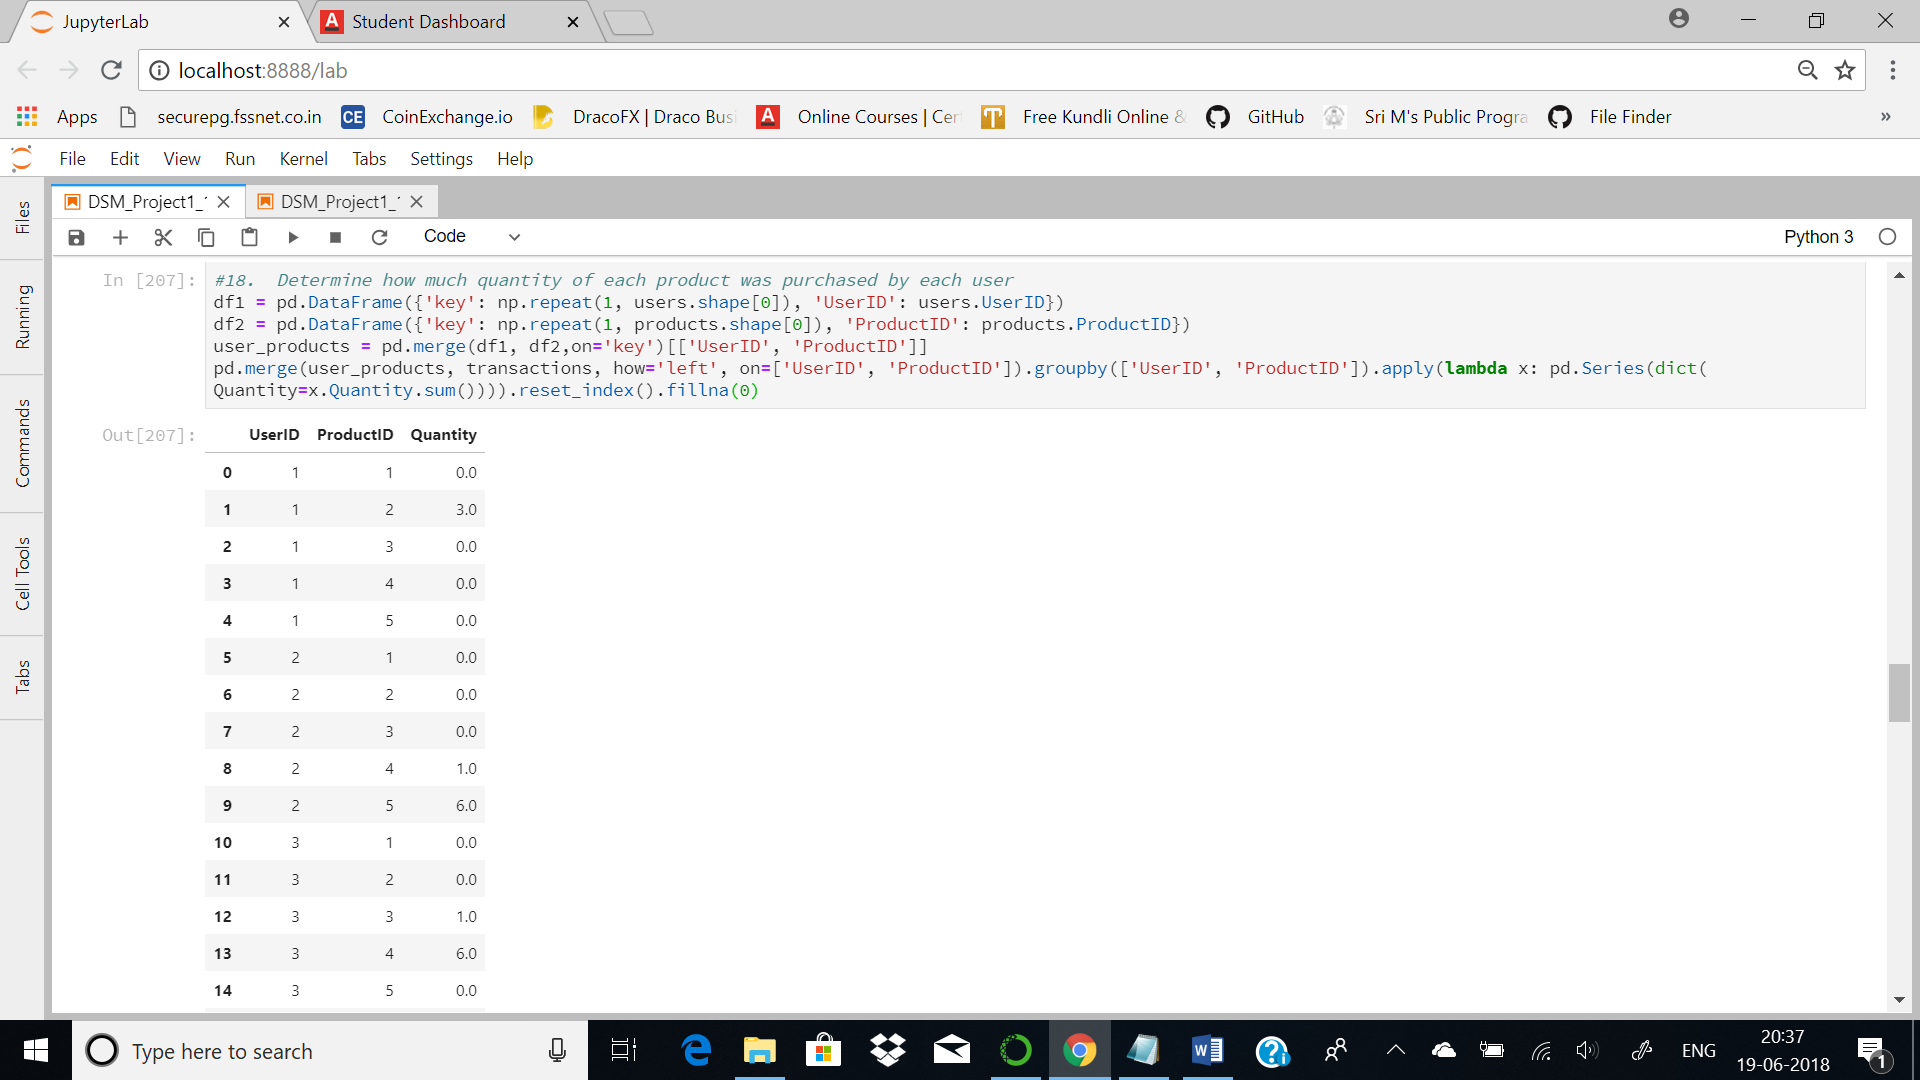 JupyterLab
Student Dashboard
localhost:8888/lab
Apps securepg.fssnet.co.in CE CoinExchange.io DracoFX | Draco Busi Online Courses | Cer Free Kundli Online & GitHub Sri M's Public Progra File Finder »
File Edit View Run Kernel Tabs Settings Help
DSM_Project1_
DSM_Project1_
Code
Python 3
Files
Running
Commands
Cell Tools
Tabs
In [207]:
#18. Determine how much quantity of each product was purchased by each user
df1 = pd.DataFrame({'key': np.repeat(1, users.shape[0]), 'UserID': users.UserID})
df2 = pd.DataFrame({'key': np.repeat(1, products.shape[0]), 'ProductID': products.ProductID})
user_products = pd.merge(df1, df2,on='key')[['UserID', 'ProductID']]
pd.merge(user_products, transactions, how='left', on=['UserID', 'ProductID']).groupby(['UserID', 'ProductID']).apply(lambda x: pd.Series(dict(
Quantity=x.Quantity.sum()))).reset_index().fillna(0)
Out[207]:
UserID ProductID Quantity
0 1 1 0.0
1 1 2 3.0
2 1 3 0.0
3 1 4 0.0
4 1 5 0.0
5 2 1 0.0
6 2 2 0.0
7 2 3 0.0
8 2 4 1.0
9 2 5 6.0
10 3 1 0.0
11 3 2 0.0
12 3 3 1.0
13 3 4 6.0
14 3 5 0.0
Type here to search
ENG
20:37
19-06-2018
1